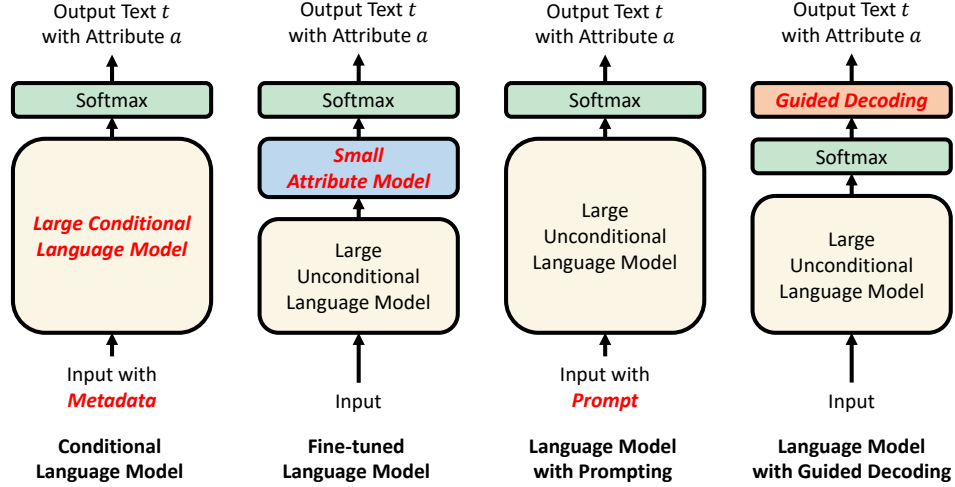 Output Text t
with Attribute a
Softmax
Large Conditional
Language Model
Input with
Metadata
Conditional
Language Model
Output Text t
with Attribute a
Softmax
Small
Attribute Model
Large
Unconditional
Language Model
Input
Fine-tuned
Language Model
Output Text t
with Attribute a
Softmax
Large
Unconditional
Language Model
Input with
Prompt
Language Model
with Prompting
Output Text t
with Attribute a
Guided Decoding
Softmax
Large
Unconditional
Language Model
Input
Language Model
with Guided Decoding